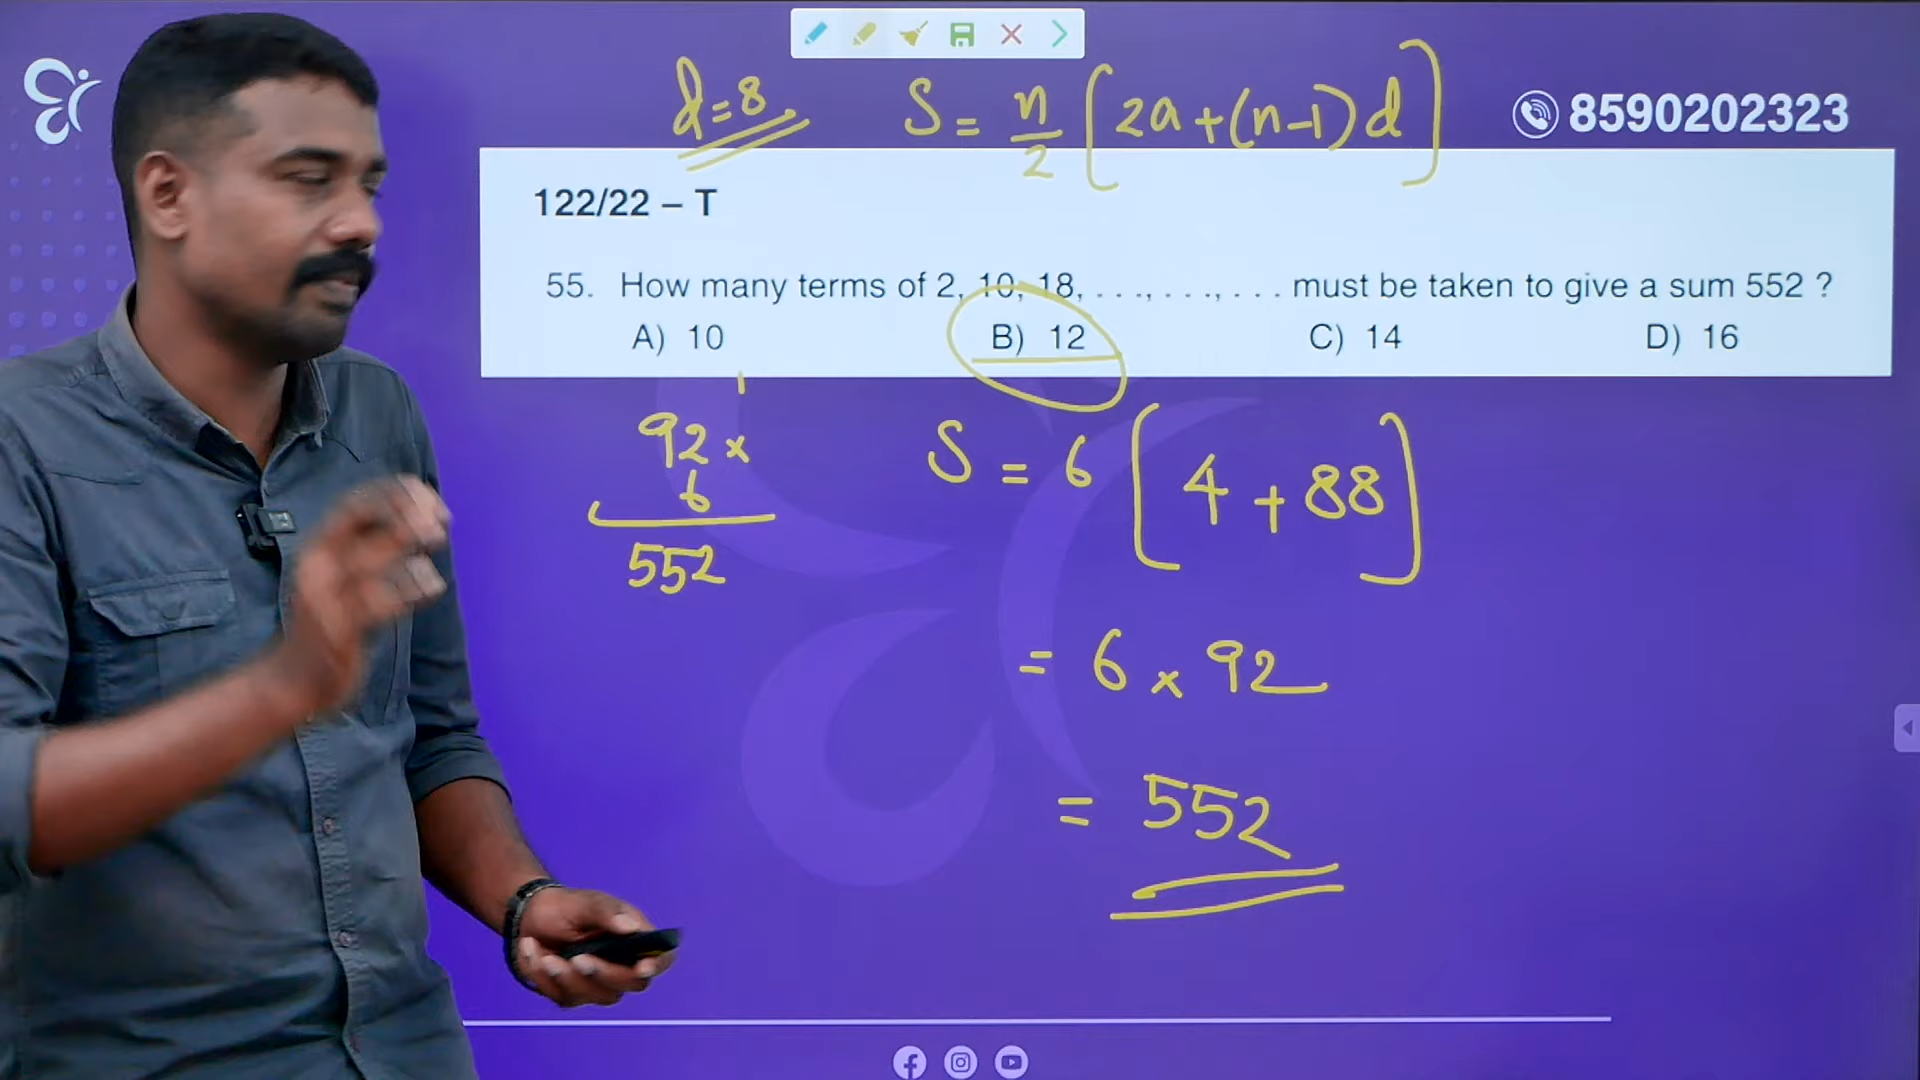 d=8 S = n/2 [2a+(n-1)d]
8590202323
122/22 – T
55. How many terms of 2, 10, 18, . . ., . . ., . . . must be taken to give a sum 552 ?
A) 10 B) 12 C) 14 D) 16
1
92 ×
6
552
S = 6 [4 + 88]
= 6 × 92
= 552